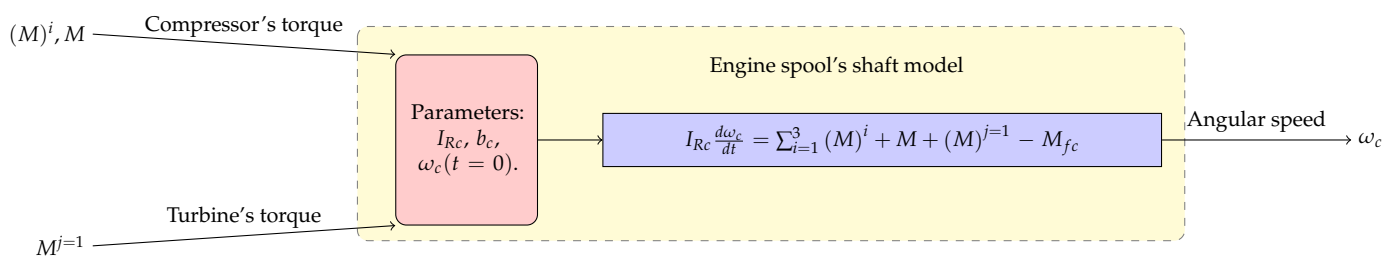 (M)^i, M
Compressor's torque
Engine spool's shaft model
Parameters:
I_{Rc}, b_c,
ω_c(t = 0).
I_{Rc} \frac{dω_c}{dt} = ∑_{i=1}^{3} (M)^i + M + (M)^{j=1} − M_{fc}
Angular speed
ω_c
Turbine's torque
M^{j=1}